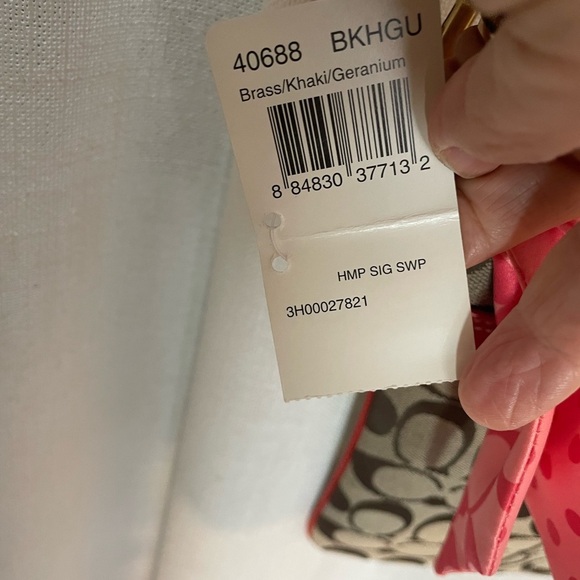 40688 BKHGU
Brass/Khaki/Geranium
8 84830 37713 2
HMP SIG SWP
3H00027821